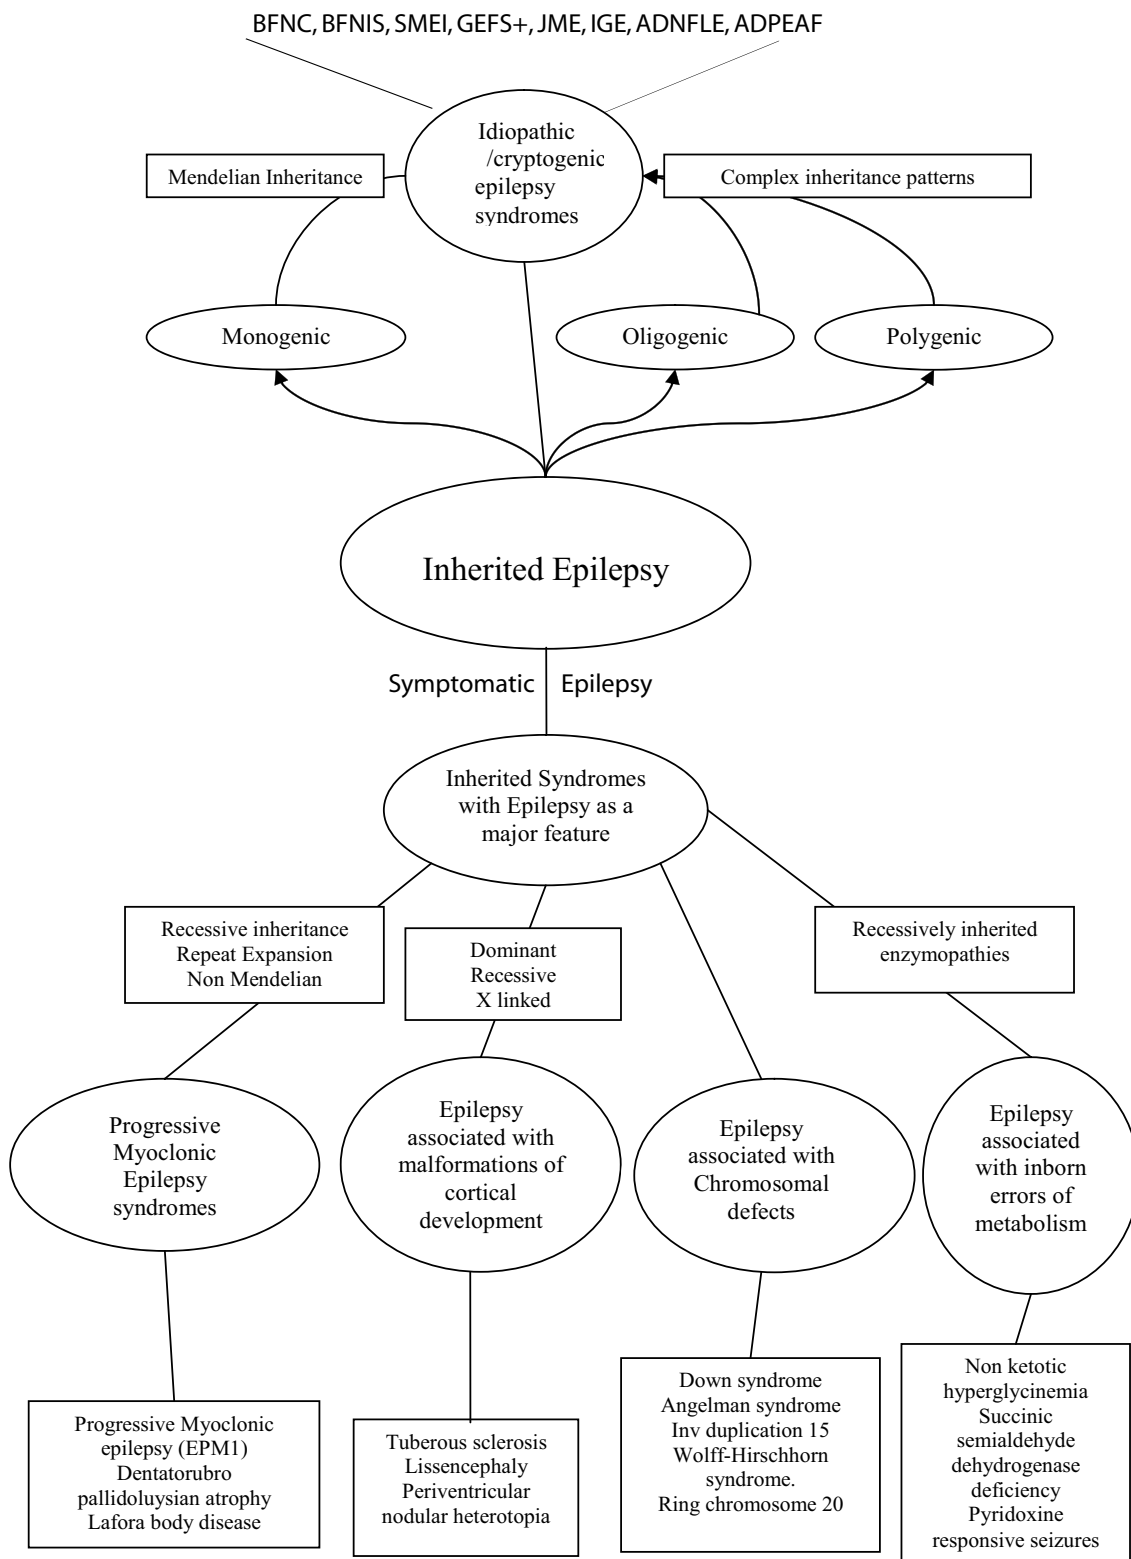 BFNC, BFNIS, SMEI, GEFS+, JME, IGE, ADNFLE, ADPEAF
Idiopathic
/cryptogenic
epilepsy
syndromes
Mendelian Inheritance
Complex inheritance patterns
Monogenic
Oligogenic
Polygenic
Inherited Epilepsy
Symptomatic Epilepsy
Inherited Syndromes
with Epilepsy as a
major feature
Recessive inheritance
Repeat Expansion
Non Mendelian
Dominant
Recessive
X linked
Recessively inherited
enzymopathies
Progressive
Myoclonic
Epilepsy
syndromes
Epilepsy
associated with
malformations of
cortical
development
Epilepsy
associated with
Chromosomal
defects
Epilepsy
associated
with inborn
errors of
metabolism
Progressive Myoclonic
epilepsy (EPM1)
Dentatorubro
pallidoluysian atrophy
Lafora body disease
Tuberous sclerosis
Lissencephaly
Periventricular
nodular heterotopia
Down syndrome
Angelman syndrome
Inv duplication 15
Wolff-Hirschhorn
syndrome.
Ring chromosome 20
Non ketotic
hyperglycinemia
Succinic
semialdehyde
dehydrogenase
deficiency
Pyridoxine
responsive seizures